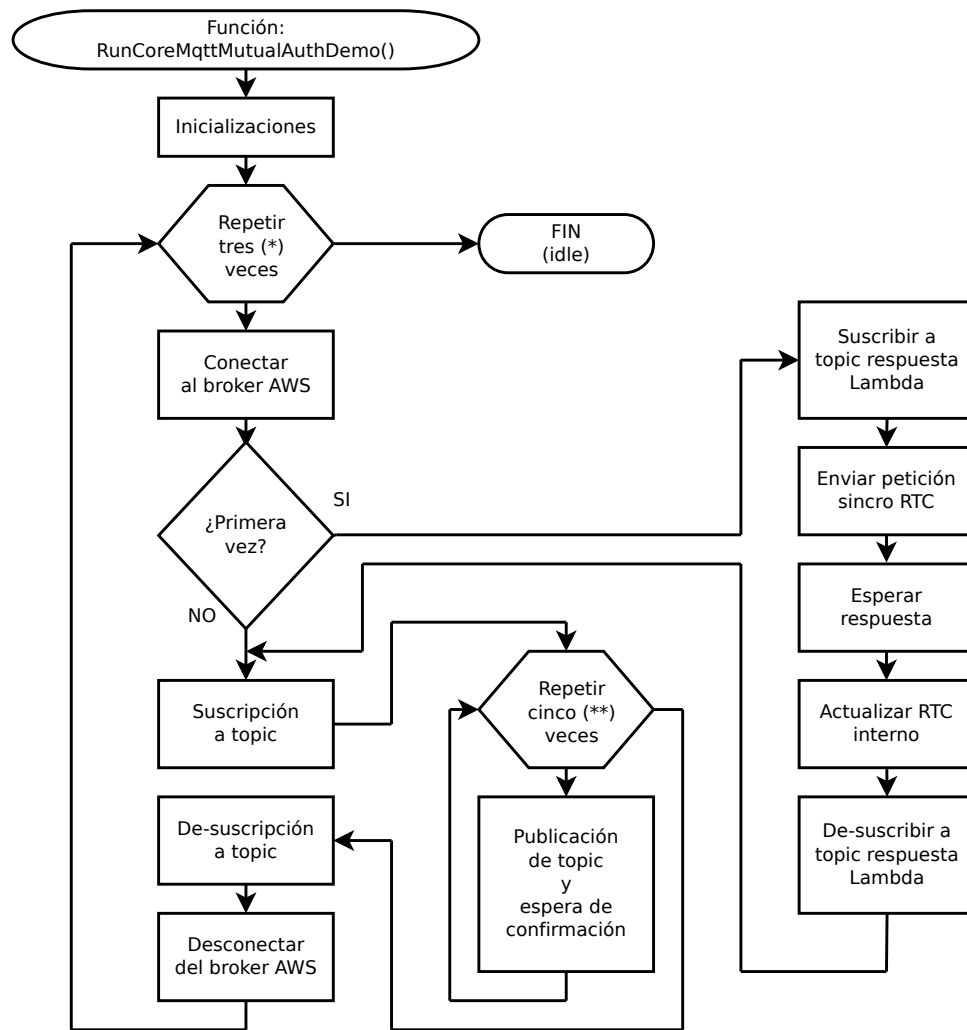 Función:
RunCoreMqttMutualAuthDemo()
Inicializaciones
Repetir
tres (*)
veces
FIN
(idle)
Conectar
al broker AWS
¿Primera
vez?
SI
NO
Suscribir a
topic respuesta
Lambda
Enviar petición
sincro RTC
Esperar
respuesta
Actualizar RTC
interno
De-suscribir a
topic respuesta
Lambda
Suscripción
a topic
Repetir
cinco (**)
veces
Publicación
de topic
y
espera de
confirmación
De-suscripción
a topic
Desconectar
del broker AWS